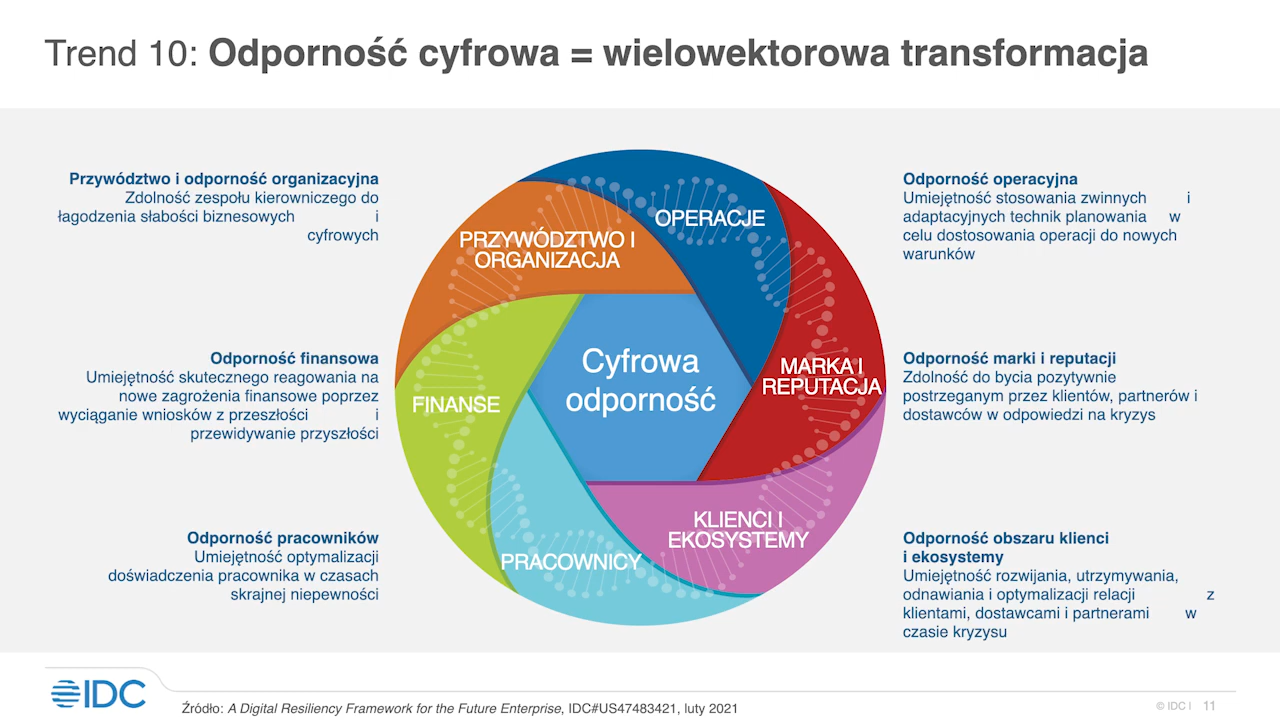 Trend 10: Odporność cyfrowa = wielowektorowa transformacja
Przywództwo i odporność organizacyjna
Zdolność zespołu kierowniczego do
łagodzenia słabości biznesowych i
cyfrowych
Odporność finansowa
Umiejętność skutecznego reagowania na
nowe zagrożenia finansowe poprzez
wyciąganie wniosków z przeszłości i
przewidywanie przyszłości
Odporność pracowników
Umiejętność optymalizacji
doświadczenia pracownika w czasach
skrajnej niepewności
OPERACJE
PRZYWÓDZTWO I
ORGANIZACJA
Cyfrowa
odporność
MARKA I
REPUTACJA
FINANSE
KLIENCI I
EKOSYSTEMY
PRACOWNICY
Odporność operacyjna
Umiejętność stosowania zwinnych i
adaptacyjnych technik planowania w
celu dostosowania operacji do nowych
warunków
Odporność marki i reputacji
Zdolność do bycia pozytywnie
postrzeganym przez klientów, partnerów i
dostawców w odpowiedzi na kryzys
Odporność obszaru klienci
i ekosystemy
Umiejętność rozwijania, utrzymywania,
odnawiania i optymalizacji relacji z
klientami, dostawcami i partnerami w
czasie kryzysu
IDC
Źródło: A Digital Resiliency Framework for the Future Enterprise, IDC#US47483421, luty 2021
© IDC | 11